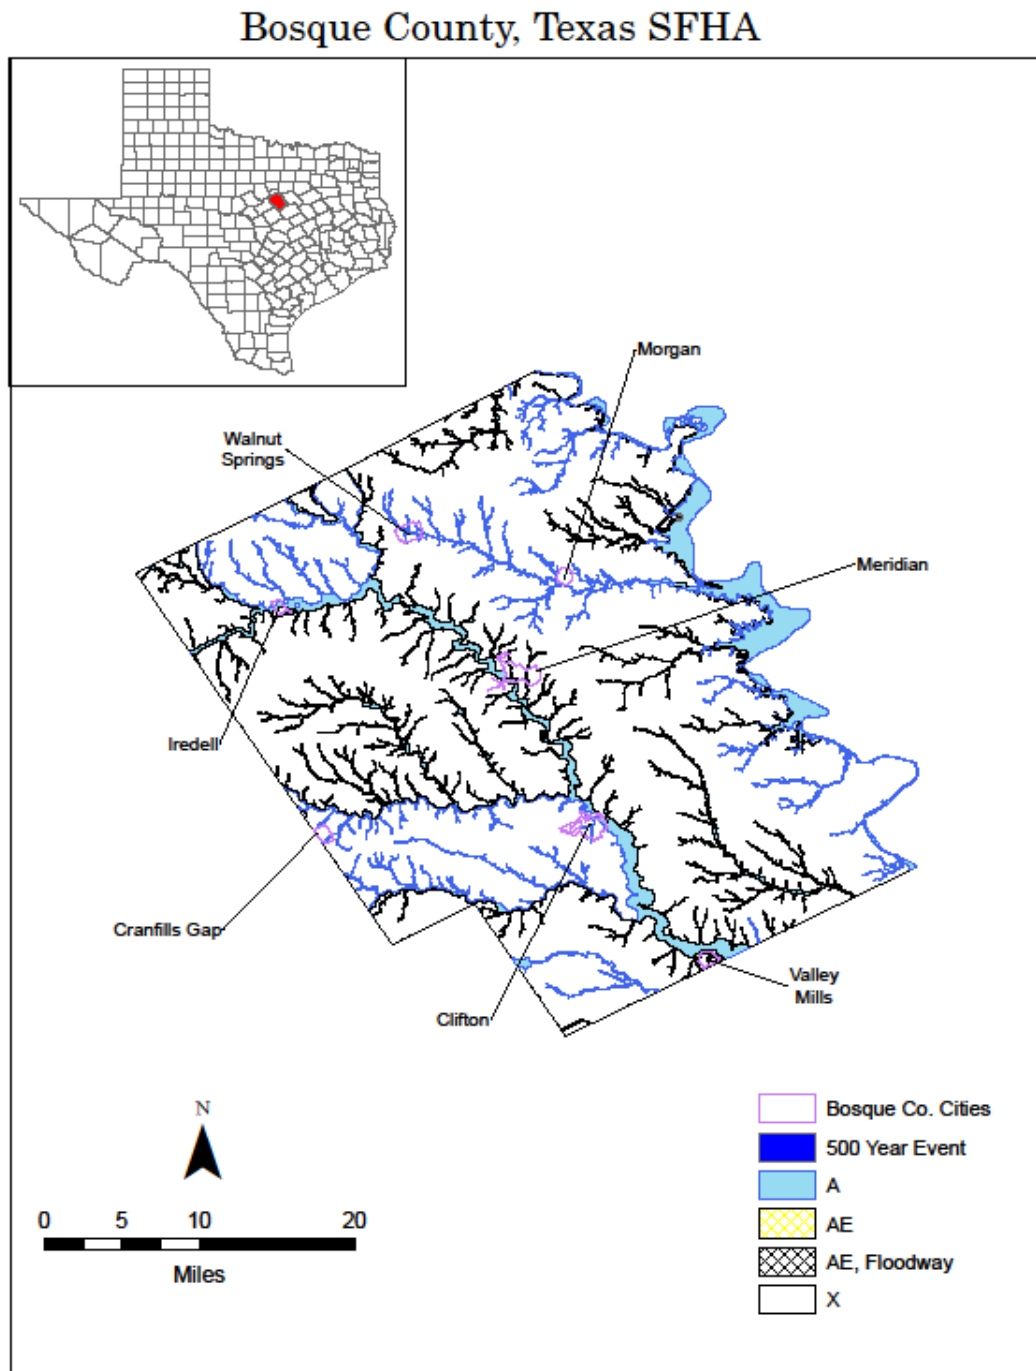 Bosque County, Texas SFHA
Morgan
Walnut
Springs
Meridian
Iredell
Cranfills Gap
Clifton
Valley
Mills
N
0 5 10 20
Miles
Bosque Co. Cities
500 Year Event
A
AE
AE, Floodway
X